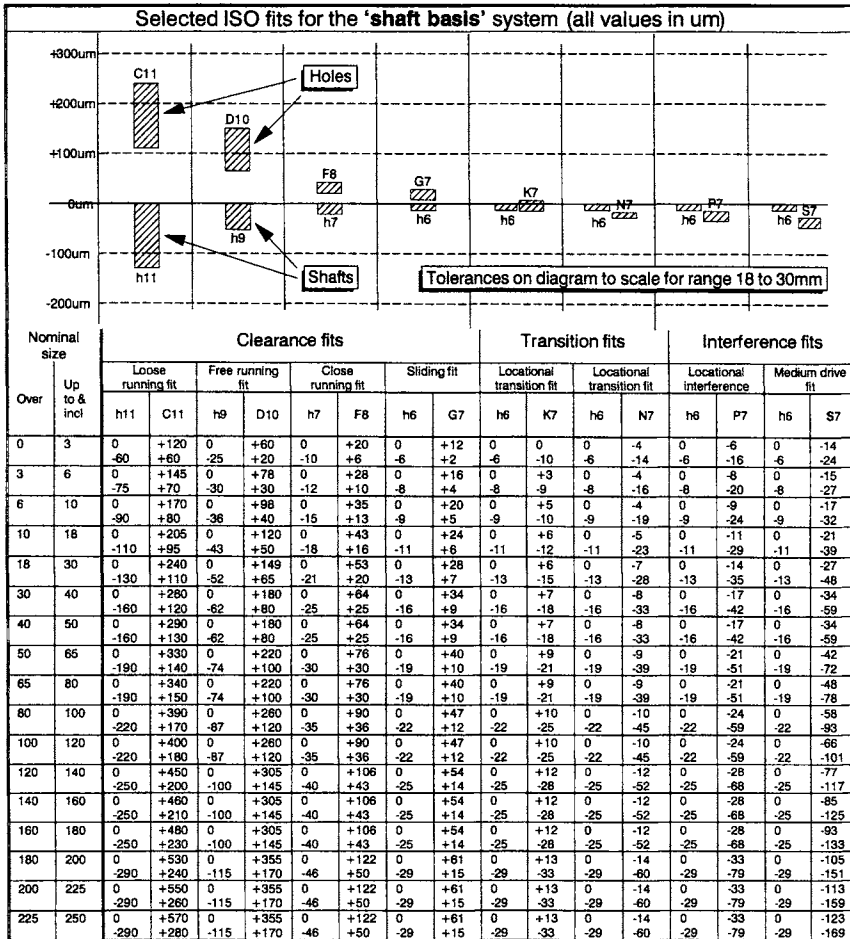 Selected ISO fits for the 'shaft basis' system (all values in um)
+300um
+200um
+100um
0um
-100um
-200um
C11
h11
D10
h9
F8
h7
G7
h6
K7
h6
N7
h6
P7
h6
S7
h6
Holes
Shafts
Tolerances on diagram to scale for range 18 to 30mm
Nominal size Clearance fits Transition fits Interference fits
Loose running fit Free running fit Close running fit Sliding fit Locational transition fit Locational transition fit Locational interference Medium drive fit
Over Up to & incl h11 C11 h9 D10 h7 F8 h6 G7 h6 K7 h6 N7 h6 P7 h6 S7
0 3 0 +120 0 +60 0 +20 0 +12 0 0 0 -4 0 -6 0 -14
-60 +60 -25 +20 -10 +6 -6 +2 -6 -10 -6 -14 -6 -16 -6 -24
3 6 0 +145 0 +78 0 +28 0 +16 0 +3 0 -4 0 -8 0 -15
-75 +70 -30 +30 -12 +10 -8 +4 -8 -9 -8 -16 -8 -20 -8 -27
6 10 0 +170 0 +98 0 +35 0 +20 0 +5 0 -4 0 -9 0 -17
-90 +80 -36 +40 -15 +13 -9 +5 -9 -10 -9 -19 -9 -24 -9 -32
10 18 0 +205 0 +120 0 +43 0 +24 0 +6 0 -5 0 -11 0 -21
-110 +95 -43 +50 -18 +16 -11 +6 -11 -12 -11 -23 -11 -29 -11 -39
18 30 0 +240 0 +149 0 +53 0 +28 0 +6 0 -7 0 -14 0 -27
-130 +110 -52 +65 -21 +20 -13 +7 -13 -15 -13 -28 -13 -35 -13 -48
30 40 0 +280 0 +180 0 +64 0 +34 0 +7 0 -8 0 -17 0 -34
-160 +120 -62 +80 -25 +25 -16 +9 -16 -18 -16 -33 -16 -42 -16 -59
40 50 0 +290 0 +180 0 +64 0 +34 0 +7 0 -8 0 -17 0 -34
-160 +130 -62 +80 -25 +25 -16 +9 -16 -18 -16 -33 -16 -42 -16 -59
50 65 0 +330 0 +220 0 +76 0 +40 0 +9 0 -9 0 -21 0 -42
-190 +140 -74 +100 -30 +30 -19 +10 -19 -21 -19 -39 -19 -51 -19 -72
65 80 0 +340 0 +220 0 +76 0 +40 0 +9 0 -9 0 -21 0 -48
-190 +150 -74 +100 -30 +30 -19 +10 -19 -21 -19 -39 -19 -51 -19 -78
80 100 0 +390 0 +260 0 +90 0 +47 0 +10 0 -10 0 -24 0 -58
-220 +170 -87 +120 -35 +36 -22 +12 -22 -25 -22 -45 -22 -59 -22 -93
100 120 0 +400 0 +260 0 +90 0 +47 0 +10 0 -10 0 -24 0 -66
-220 +180 -87 +120 -35 +36 -22 +12 -22 -25 -22 -45 -22 -59 -22 -101
120 140 0 +450 0 +305 0 +106 0 +54 0 +12 0 -12 0 -28 0 -77
-250 +200 -100 +145 -40 +43 -25 +14 -25 -28 -25 -52 -25 -68 -25 -117
140 160 0 +460 0 +305 0 +106 0 +54 0 +12 0 -12 0 -28 0 -85
-250 +210 -100 +145 -40 +43 -25 +14 -25 -28 -25 -52 -25 -68 -25 -125
160 180 0 +480 0 +305 0 +106 0 +54 0 +12 0 -12 0 -28 0 -93
-250 +230 -100 +145 -40 +43 -25 +14 -25 -28 -25 -52 -25 -68 -25 -133
180 200 0 +530 0 +355 0 +122 0 +61 0 +13 0 -14 0 -33 0 -105
-290 +240 -115 +170 -46 +50 -29 +15 -29 -33 -29 -60 -29 -79 -29 -151
200 225 0 +550 0 +355 0 +122 0 +61 0 +13 0 -14 0 -33 0 -113
-290 +260 -115 +170 -46 +50 -29 +15 -29 -33 -29 -60 -29 -79 -29 -159
225 250 0 +570 0 +355 0 +122 0 +61 0 +13 0 -14 0 -33 0 -123
-290 +280 -115 +170 -46 +50 -29 +15 -29 -33 -29 -60 -29 -79 -29 -169